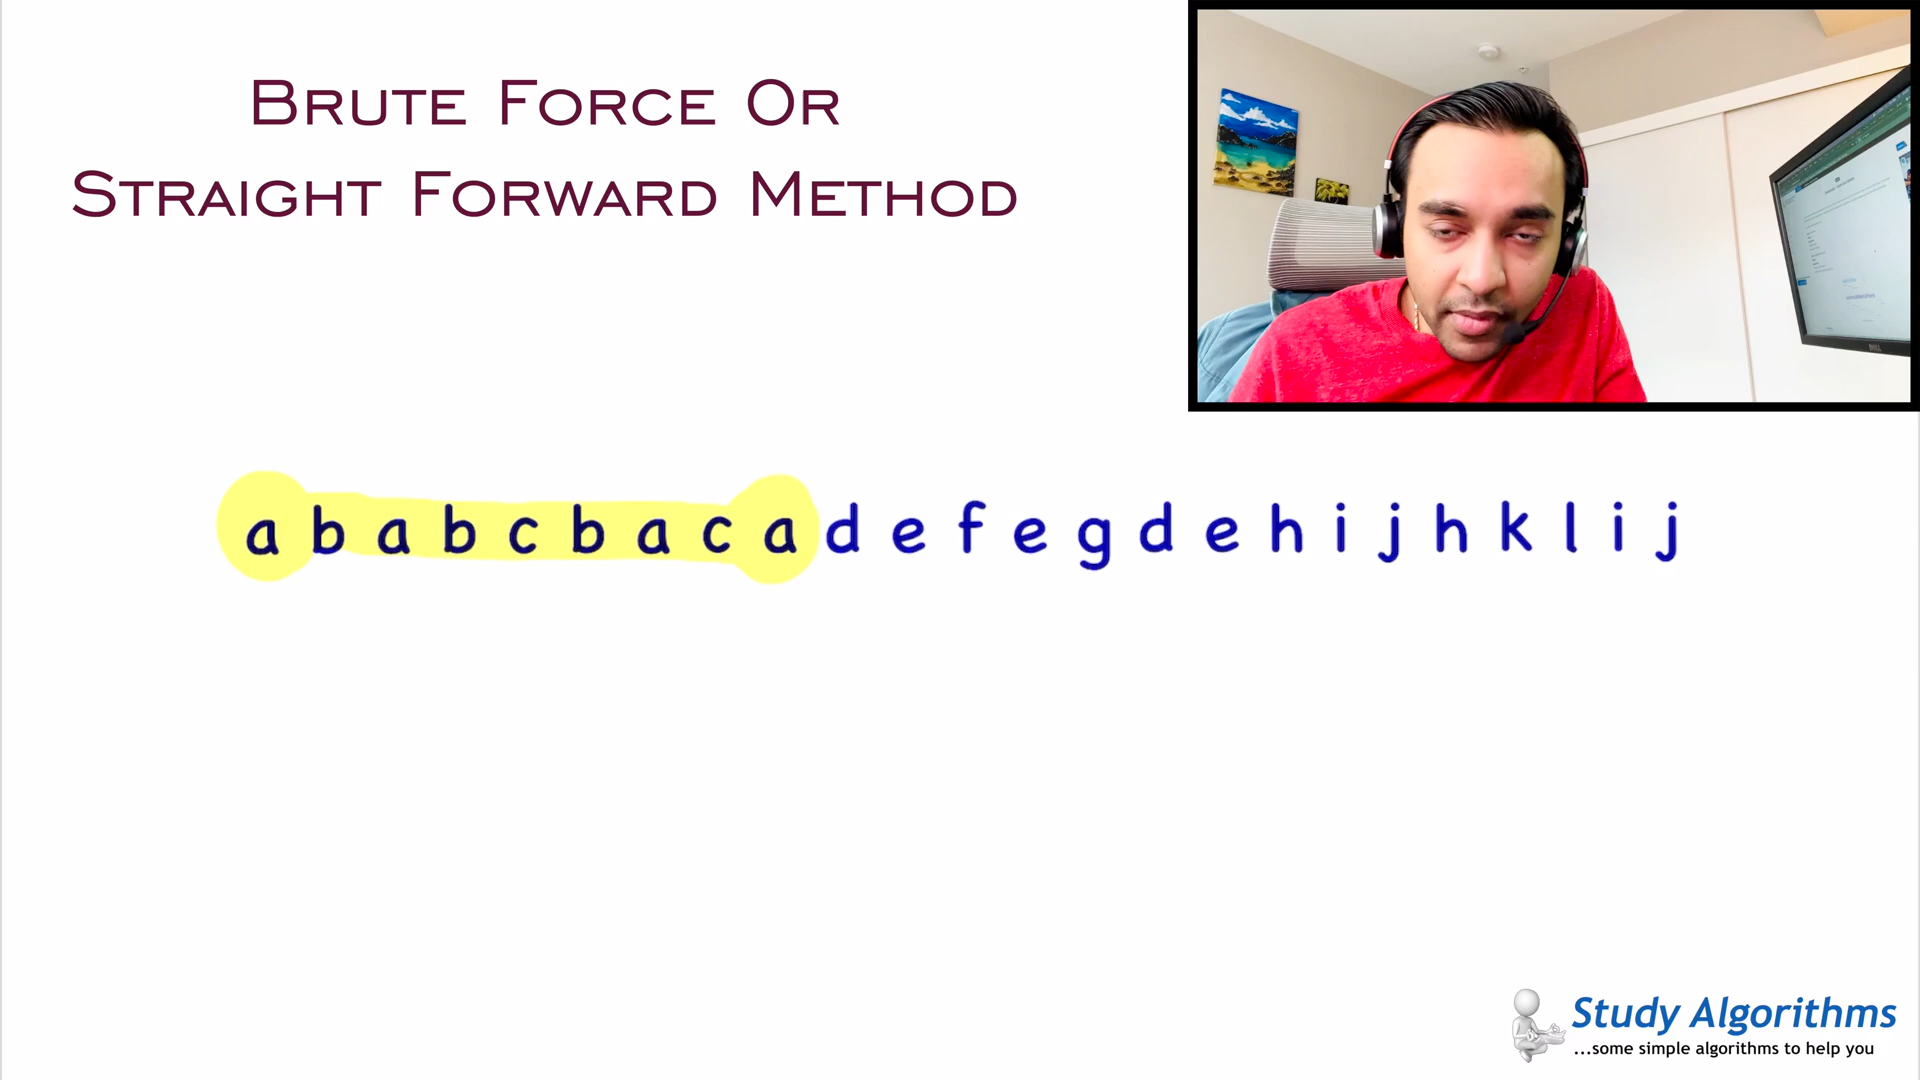 Brute Force Or
Straight Forward Method
a b a b c b a c a d e f e g d e h i j h k l i j
Study Algorithms
...some simple algorithms to help you